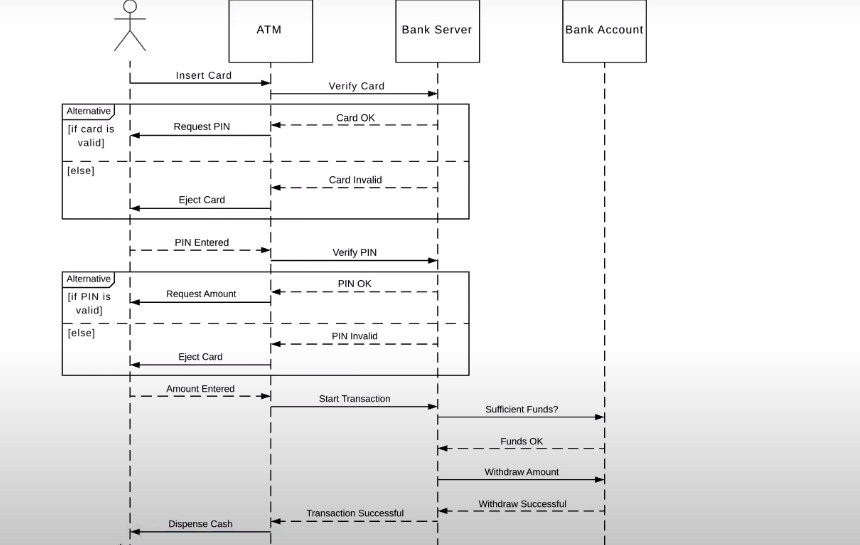 ATM
Bank Server
Bank Account
Insert Card
Verify Card
Alternative
[if card is
valid]
Card OK
Request PIN
[else]
Card Invalid
Eject Card
PIN Entered
Verify PIN
Alternative
[if PIN is
valid]
PIN OK
Request Amount
[else]
PIN Invalid
Eject Card
Amount Entered
Start Transaction
Sufficient Funds?
Funds OK
Withdraw Amount
Withdraw Successful
Transaction Successful
Dispense Cash